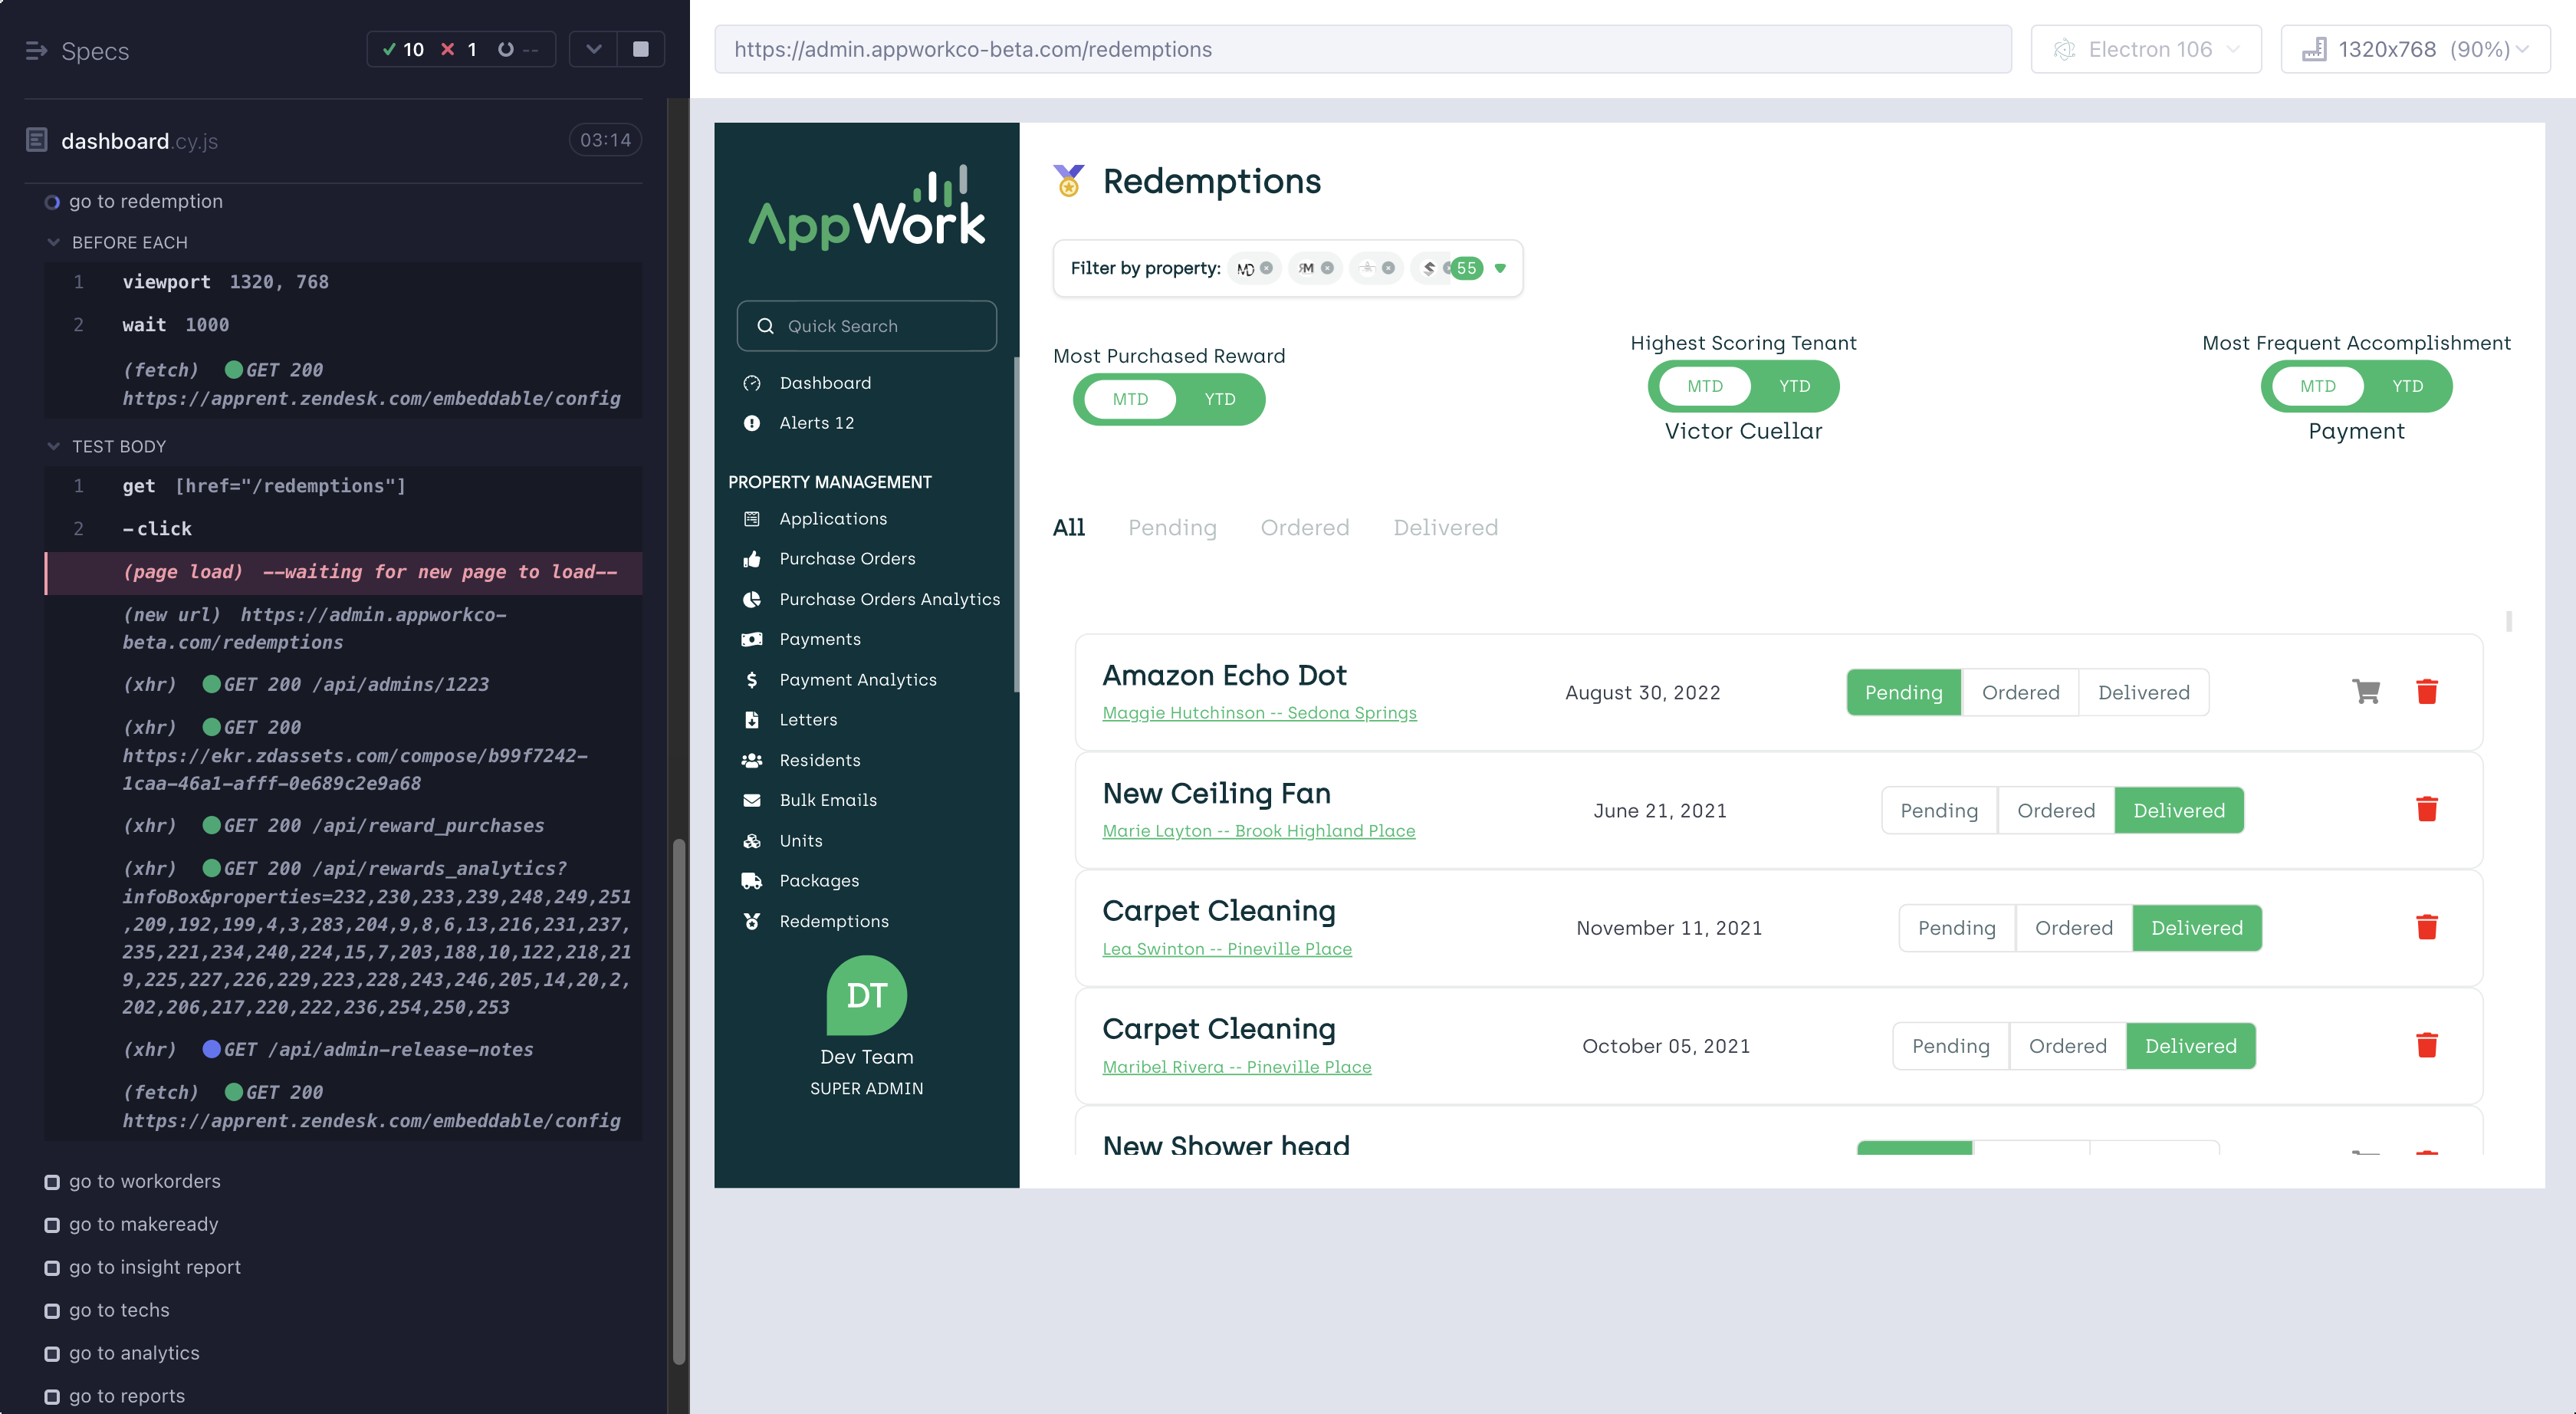 Specs
10
1
--
dashboard.cy.js
03:14
go to redemption
BEFORE EACH
1 viewport 1320, 768
2 wait 1000
(fetch) GET 200
https://apprent.zendesk.com/embeddable/config
TEST BODY
1 get [href="/redemptions"]
2 -click
(page load) --waiting for new page to load--
(new url) https://admin.appworkco-
beta.com/redemptions
(xhr) GET 200 /api/admins/1223
(xhr) GET 200
https://ekr.zdassets.com/compose/b99f7242-
1caa-46a1-afff-0e689c2e9a68
(xhr) GET 200 /api/reward_purchases
(xhr) GET 200 /api/rewards_analytics?
infoBox&properties=232,230,233,239,248,249,251
,209,192,199,4,3,283,204,9,8,6,13,216,231,237,
235,221,234,240,224,15,7,203,188,10,122,218,21
9,225,227,226,229,223,228,243,246,205,14,20,2,
202,206,217,220,222,236,254,250,253
(xhr) GET /api/admin-release-notes
(fetch) GET 200
https://apprent.zendesk.com/embeddable/config
go to workorders
go to makeready
go to insight report
go to techs
go to analytics
go to reports
https://admin.appworkco-beta.com/redemptions
Electron 106
1320x768 (90%)
AppWork
Quick Search
Dashboard
Alerts 12
PROPERTY MANAGEMENT
Applications
Purchase Orders
Purchase Orders Analytics
Payments
Payment Analytics
Letters
Residents
Bulk Emails
Units
Packages
Redemptions
DT
Dev Team
SUPER ADMIN
Redemptions
Filter by property: 55
Most Purchased Reward
MTD YTD
Highest Scoring Tenant
MTD YTD
Victor Cuellar
Most Frequent Accomplishment
MTD YTD
Payment
All Pending Ordered Delivered
Amazon Echo Dot
Maggie Hutchinson -- Sedona Springs
August 30, 2022
Pending Ordered Delivered
New Ceiling Fan
Marie Layton -- Brook Highland Place
June 21, 2021
Pending Ordered Delivered
Carpet Cleaning
Lea Swinton -- Pineville Place
November 11, 2021
Pending Ordered Delivered
Carpet Cleaning
Maribel Rivera -- Pineville Place
October 05, 2021
Pending Ordered Delivered
New Shower head